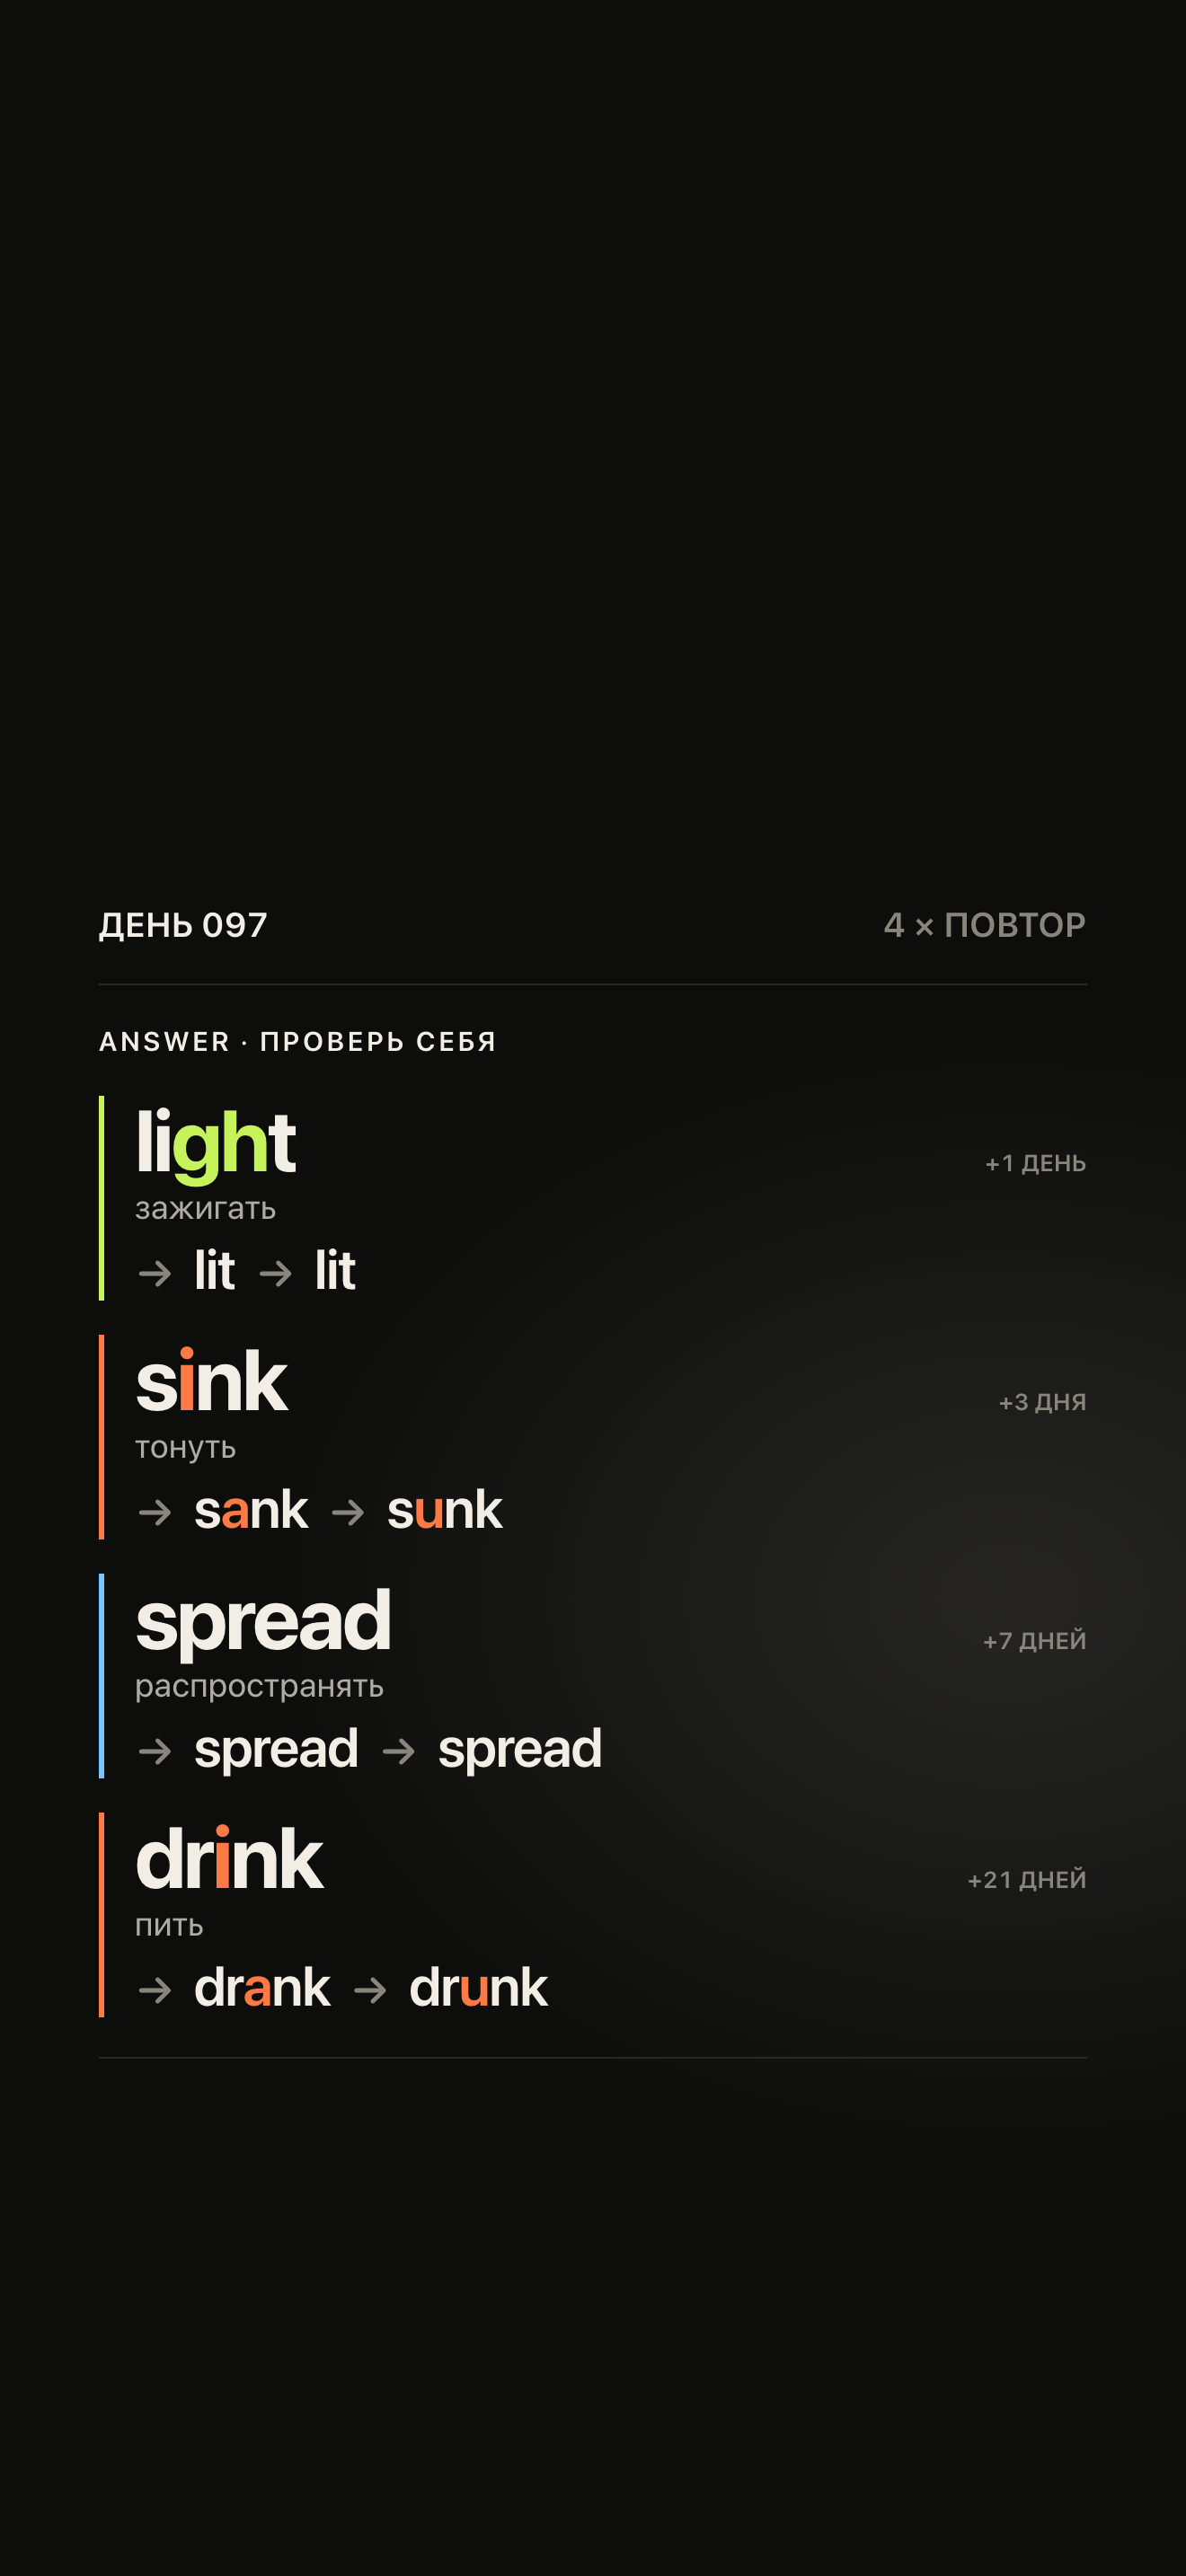 ДЕНЬ 097
4 × ПОВТОР
ANSWER · ПРОВЕРЬ СЕБЯ
light
+1 ДЕНЬ
зажигать
→ lit → lit
sink
+3 ДНЯ
тонуть
→ sank → sunk
spread
+7 ДНЕЙ
распространять
→ spread → spread
drink
+21 ДНЕЙ
пить
→ drank → drunk